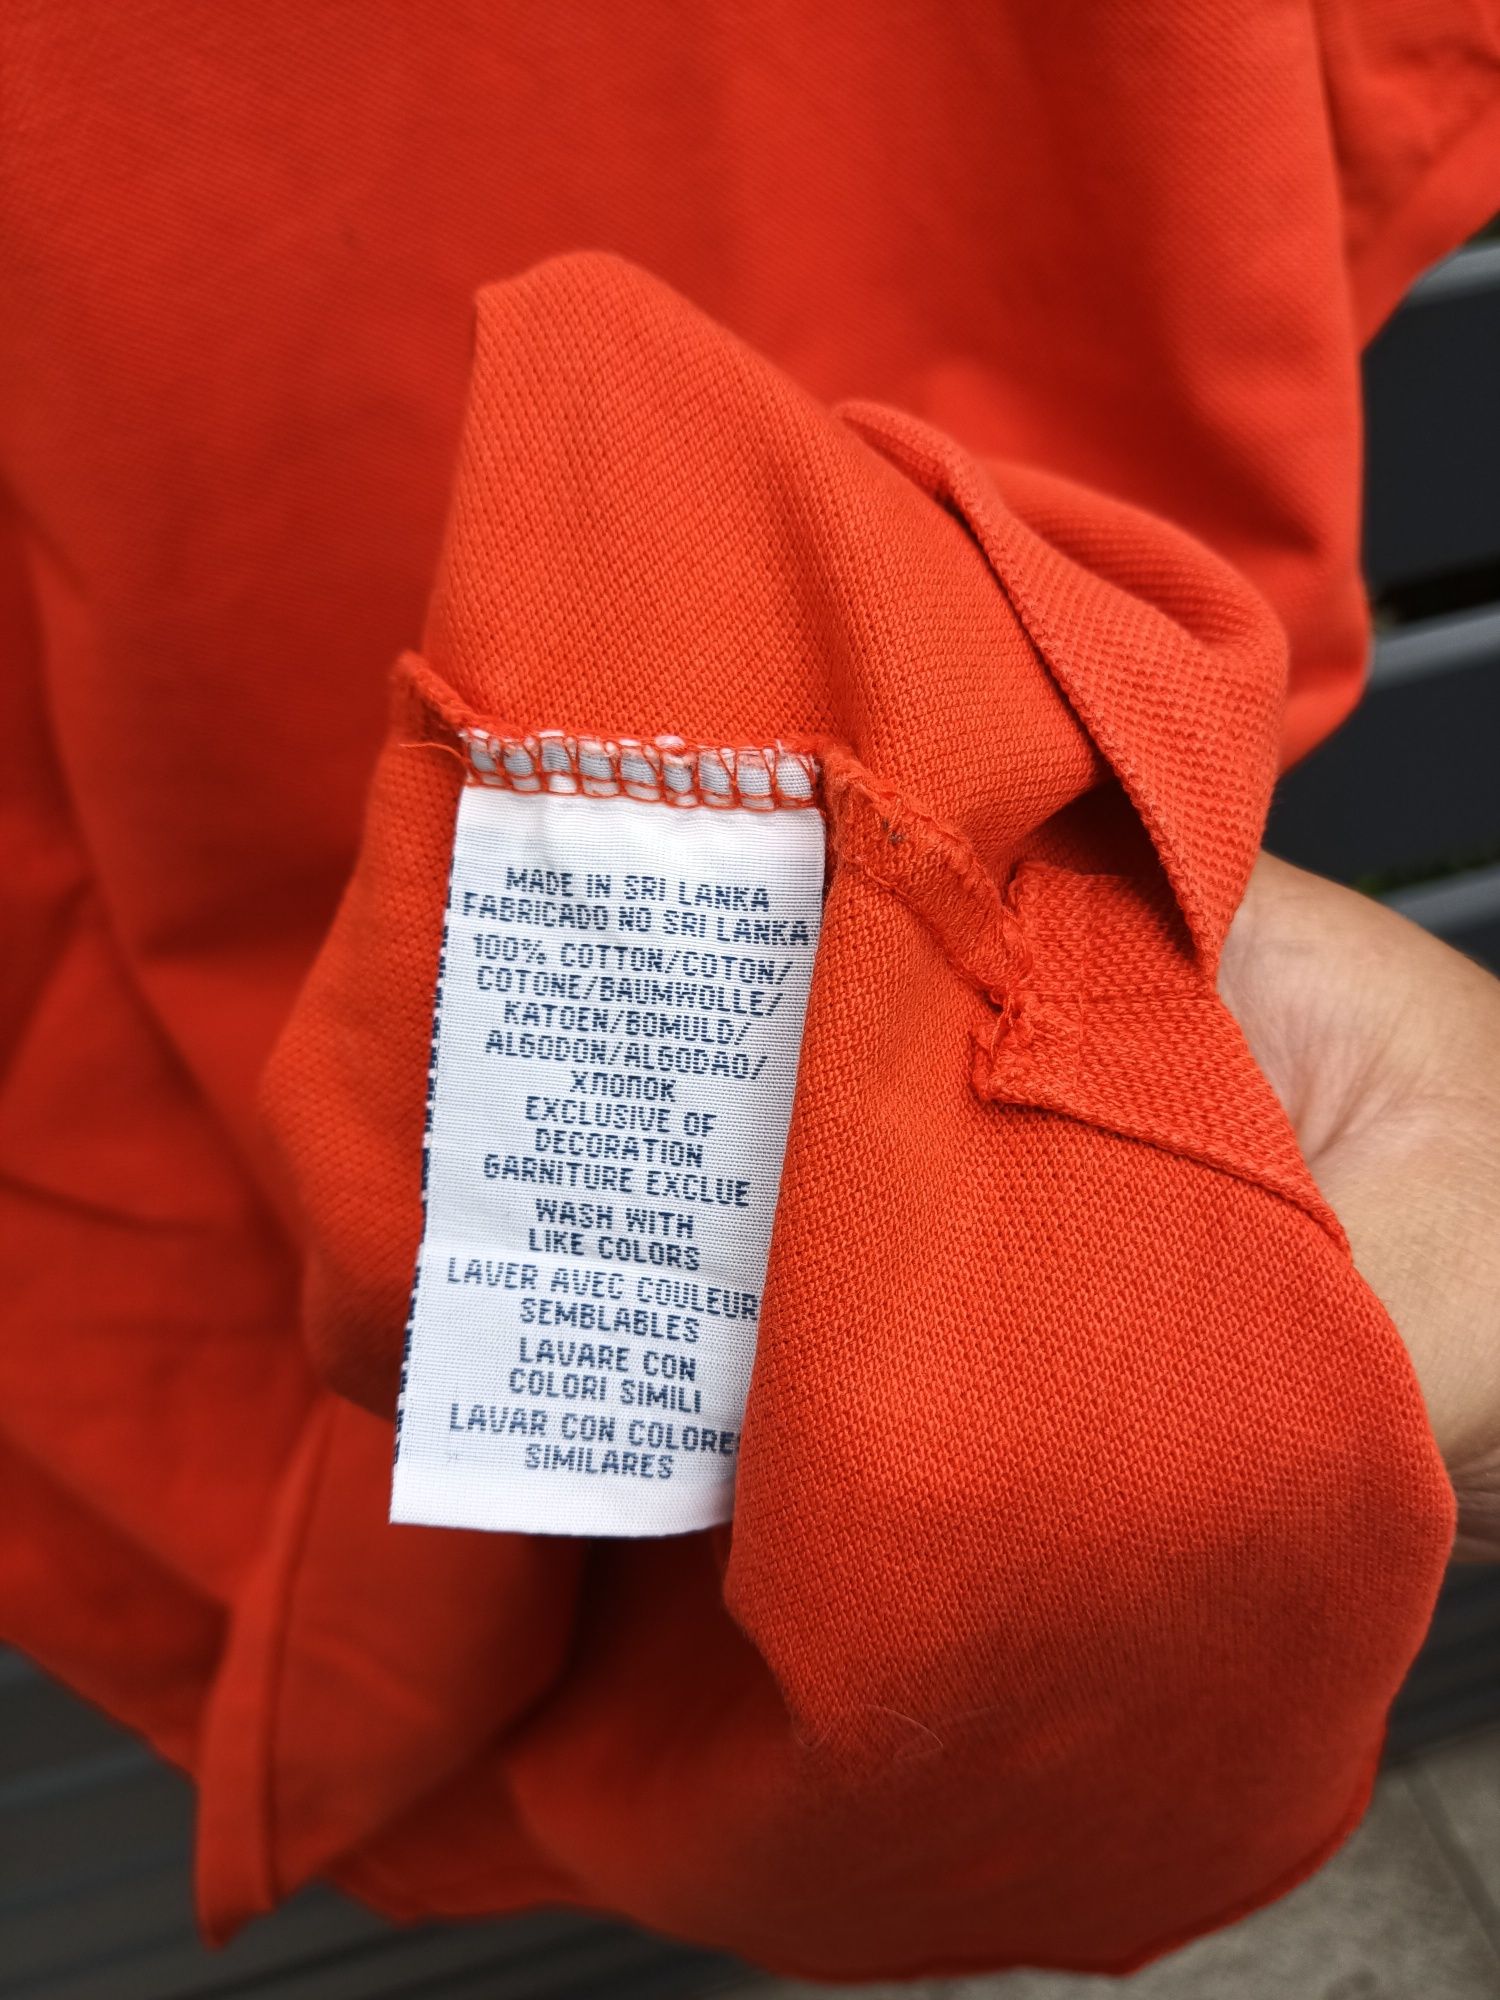 MADE IN SRI LANKA
FABRICADO NO SRI LANKA
100% COTTON/COTON/
COTONE/BAUMWOLLE/
KATOEN/BOMULD/
ALGODON/ALGODAO/
ХЛОПОК
EXCLUSIVE OF
DECORATION
GARNITURE EXCLUE
WASH WITH
LIKE COLORS
LAVER AVEC COULEUR
SEMBLABLES
LAVARE CON
COLORI SIMILI
LAVAR CON COLORE
SIMILARES